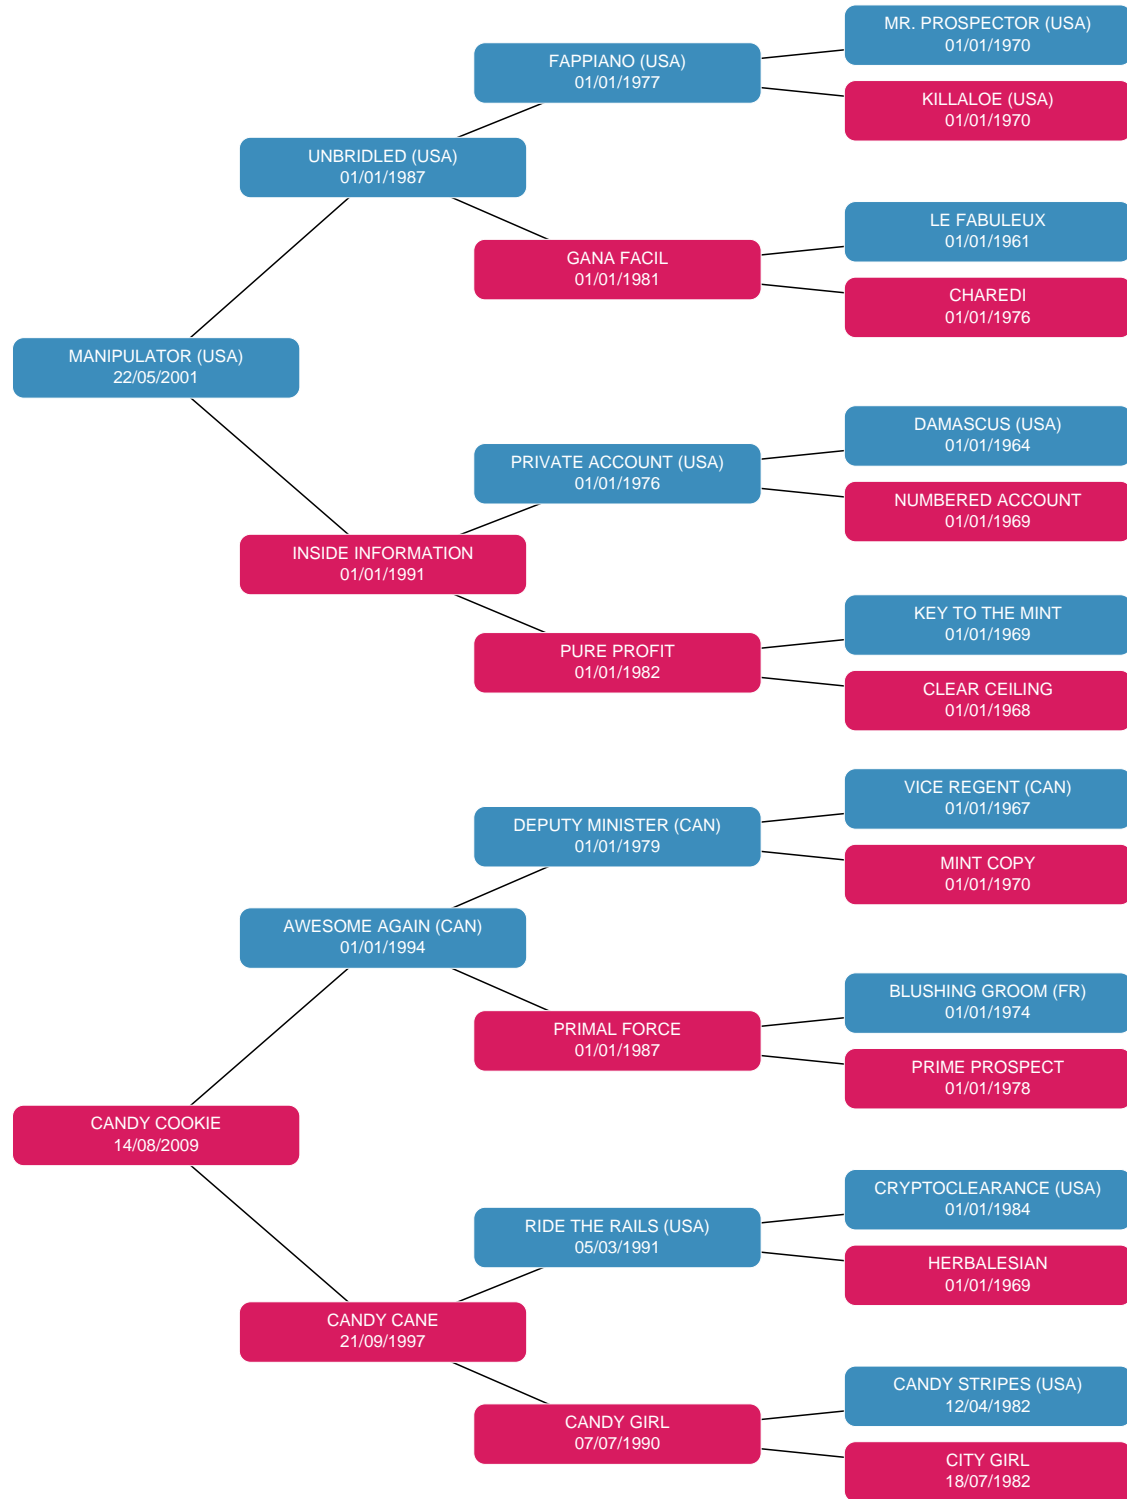 MR. PROSPECTOR (USA)
01/01/1970
FAPPIANO (USA)
01/01/1977
KILLALOE (USA)
01/01/1970
UNBRIDLED (USA)
01/01/1987
LE FABULEUX
01/01/1961
GANA FACIL
01/01/1981
CHAREDI
01/01/1976
MANIPULATOR (USA)
22/05/2001
DAMASCUS (USA)
01/01/1964
PRIVATE ACCOUNT (USA)
01/01/1976
NUMBERED ACCOUNT
01/01/1969
INSIDE INFORMATION
01/01/1991
KEY TO THE MINT
01/01/1969
PURE PROFIT
01/01/1982
CLEAR CEILING
01/01/1968
VICE REGENT (CAN)
01/01/1967
DEPUTY MINISTER (CAN)
01/01/1979
MINT COPY
01/01/1970
AWESOME AGAIN (CAN)
01/01/1994
BLUSHING GROOM (FR)
01/01/1974
PRIMAL FORCE
01/01/1987
PRIME PROSPECT
01/01/1978
CANDY COOKIE
14/08/2009
CRYPTOCLEARANCE (USA)
01/01/1984
RIDE THE RAILS (USA)
05/03/1991
HERBALESIAN
01/01/1969
CANDY CANE
21/09/1997
CANDY STRIPES (USA)
12/04/1982
CANDY GIRL
07/07/1990
CITY GIRL
18/07/1982